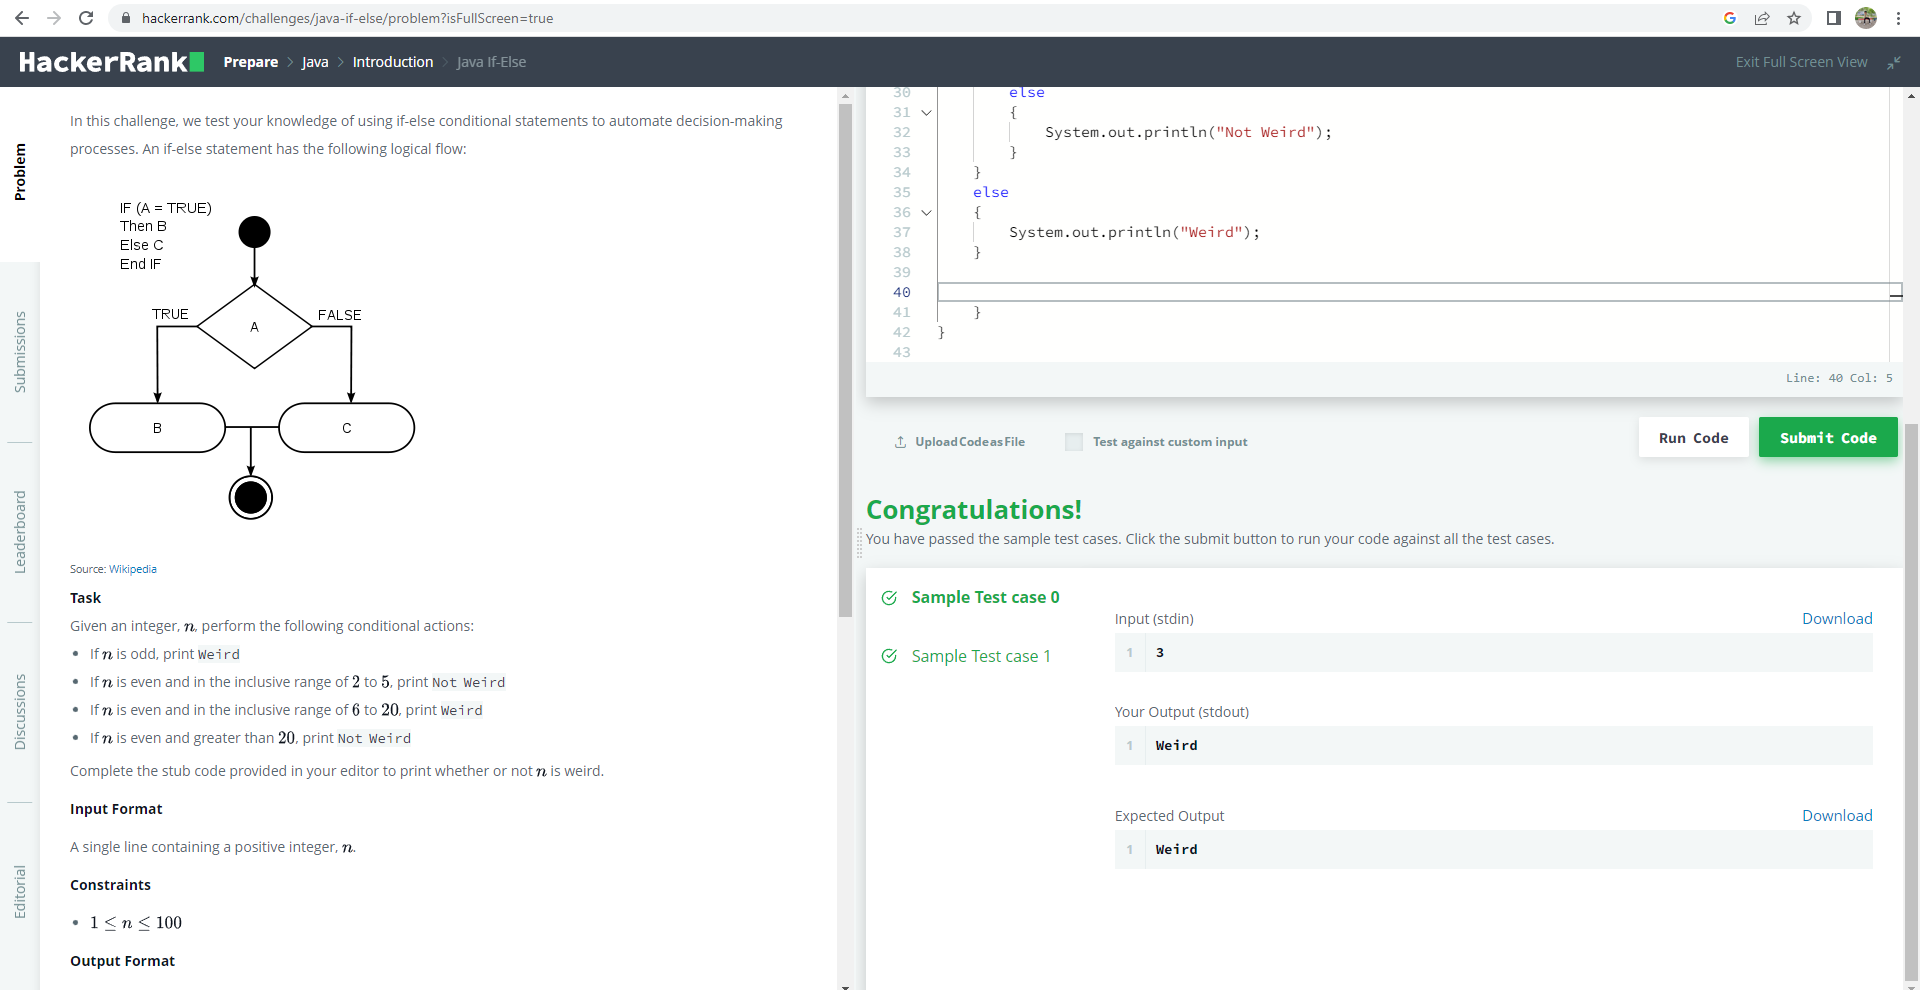 hackerrank.com/challenges/java-if-else/problem?isFullScreen=true
HackerRank
Prepare > Java > Introduction > Java If-Else
Exit Full Screen View
Problem
Submissions
Leaderboard
Discussions
Editorial
In this challenge, we test your knowledge of using if-else conditional statements to automate decision-making
processes. An if-else statement has the following logical flow:
IF (A = TRUE)
Then B
Else C
End IF
TRUE
A
FALSE
B
C
Source: Wikipedia
Task
Given an integer, n, perform the following conditional actions:
• If n is odd, print Weird
• If n is even and in the inclusive range of 2 to 5, print Not Weird
• If n is even and in the inclusive range of 6 to 20, print Weird
• If n is even and greater than 20, print Not Weird
Complete the stub code provided in your editor to print whether or not n is weird.
Input Format
A single line containing a positive integer, n.
Constraints
• 1 ≤ n ≤ 100
Output Format
30 else
31 {
32 System.out.println("Not Weird");
33 }
34 }
35 else
36 {
37 System.out.println("Weird");
38 }
39
40
41 }
42 }
43
Line: 40 Col: 5
Upload Code as File
Test against custom input
Run Code
Submit Code
Congratulations!
You have passed the sample test cases. Click the submit button to run your code against all the test cases.
Sample Test case 0
Sample Test case 1
Input (stdin)
Download
1 3
Your Output (stdout)
1 Weird
Expected Output
Download
1 Weird